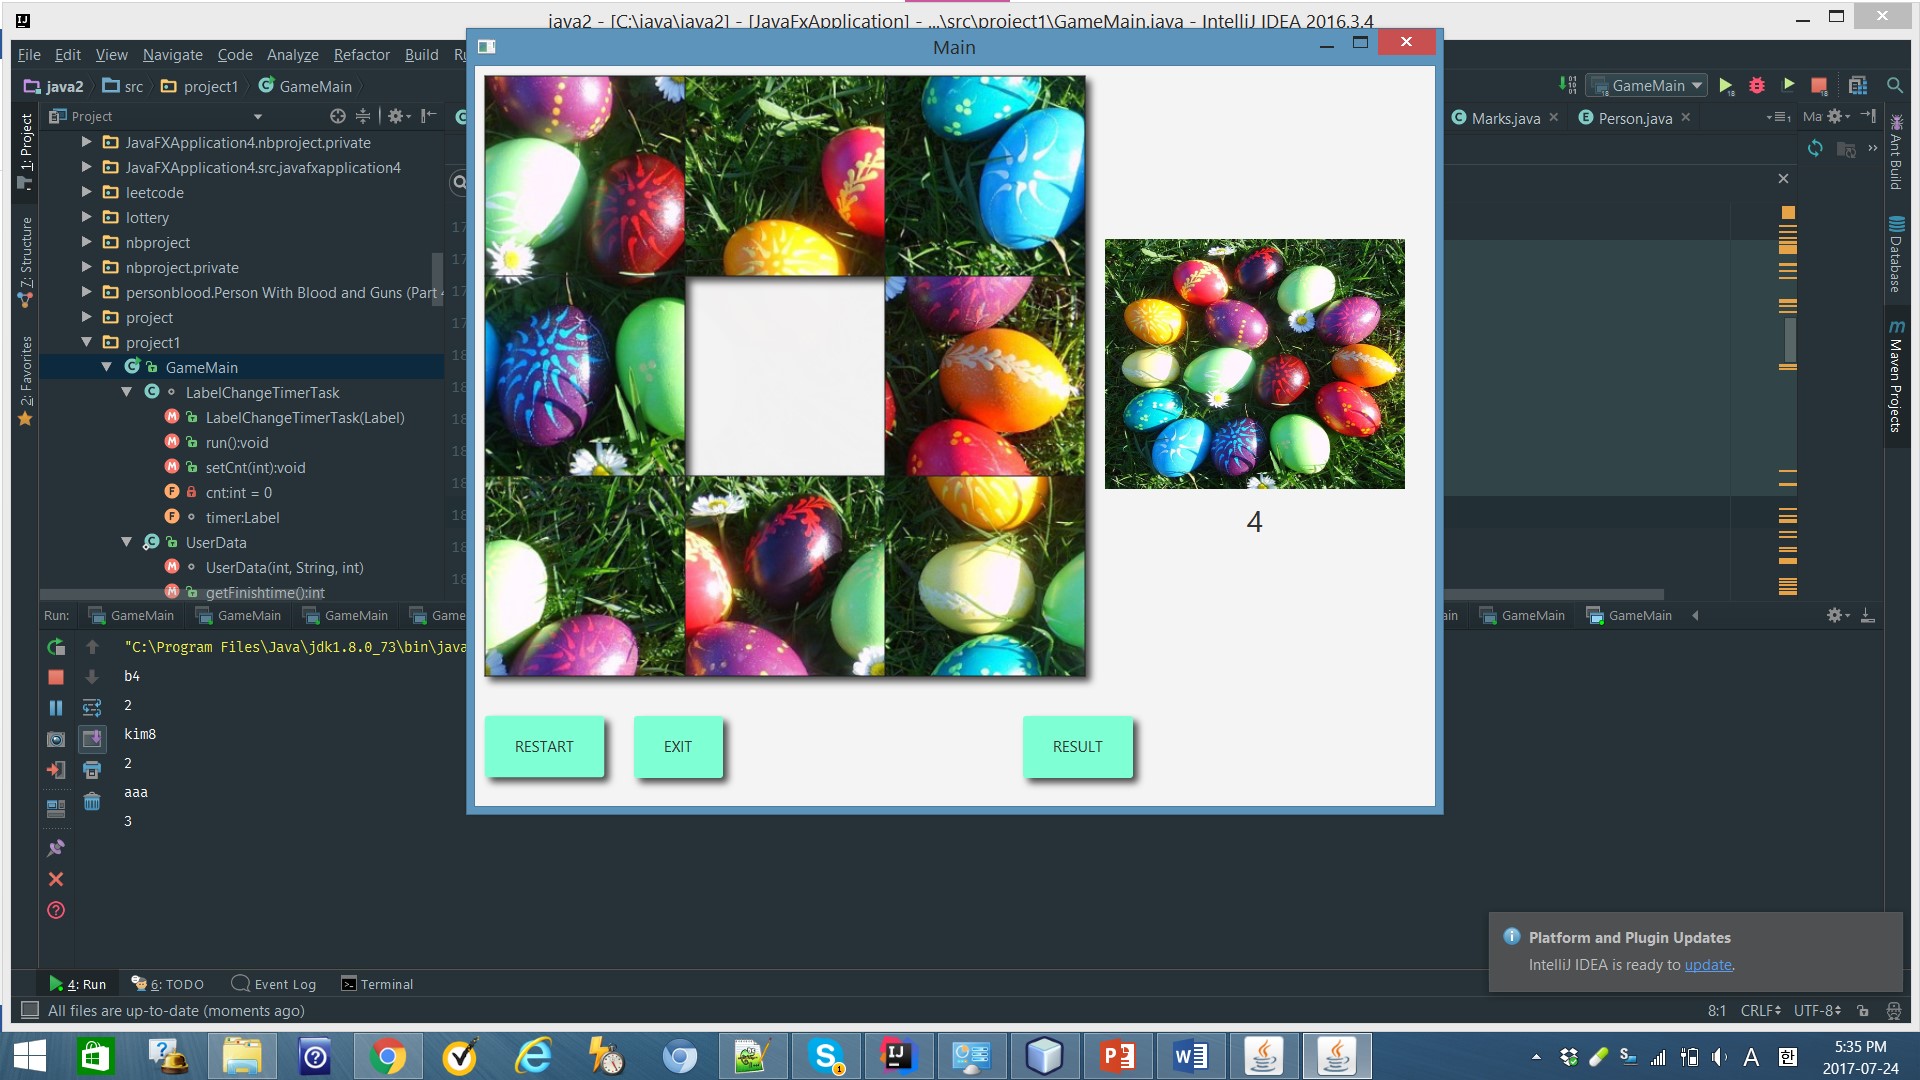 java2 - [C:\java\java2] - [JavaFxApplication] - ...\src\project1\GameMain.java - IntelliJ IDEA 2016.3.4
File Edit View Navigate Code Analyze Refactor Build
Main
java2 src project1 GameMain
GameMain
Project
Marks.java Person.java
1: Project
7: Structure
2: Favorites
Ant Build
Database
Maven Projects
JavaFXApplication4.nbproject.private
JavaFXApplication4.src.javafxapplication4
leetcode
lottery
nbproject
nbproject.private
personblood.Person With Blood and Guns (Part
project
project1
GameMain
LabelChangeTimerTask
LabelChangeTimerTask(Label)
run():void
setCnt(int):void
cnt:int = 0
timer:Label
UserData
UserData(int, String, int)
getFinishtime():int
4
RESTART EXIT RESULT
Run: GameMain GameMain GameMain Game
ain GameMain GameMain
"C:\Program Files\Java\jdk1.8.0_73\bin\java
b4
2
kim8
2
aaa
3
Platform and Plugin Updates
IntelliJ IDEA is ready to update.
4: Run 6: TODO Event Log Terminal
All files are up-to-date (moments ago)
8:1 CRLF UTF-8
A 한
5:35 PM
2017-07-24